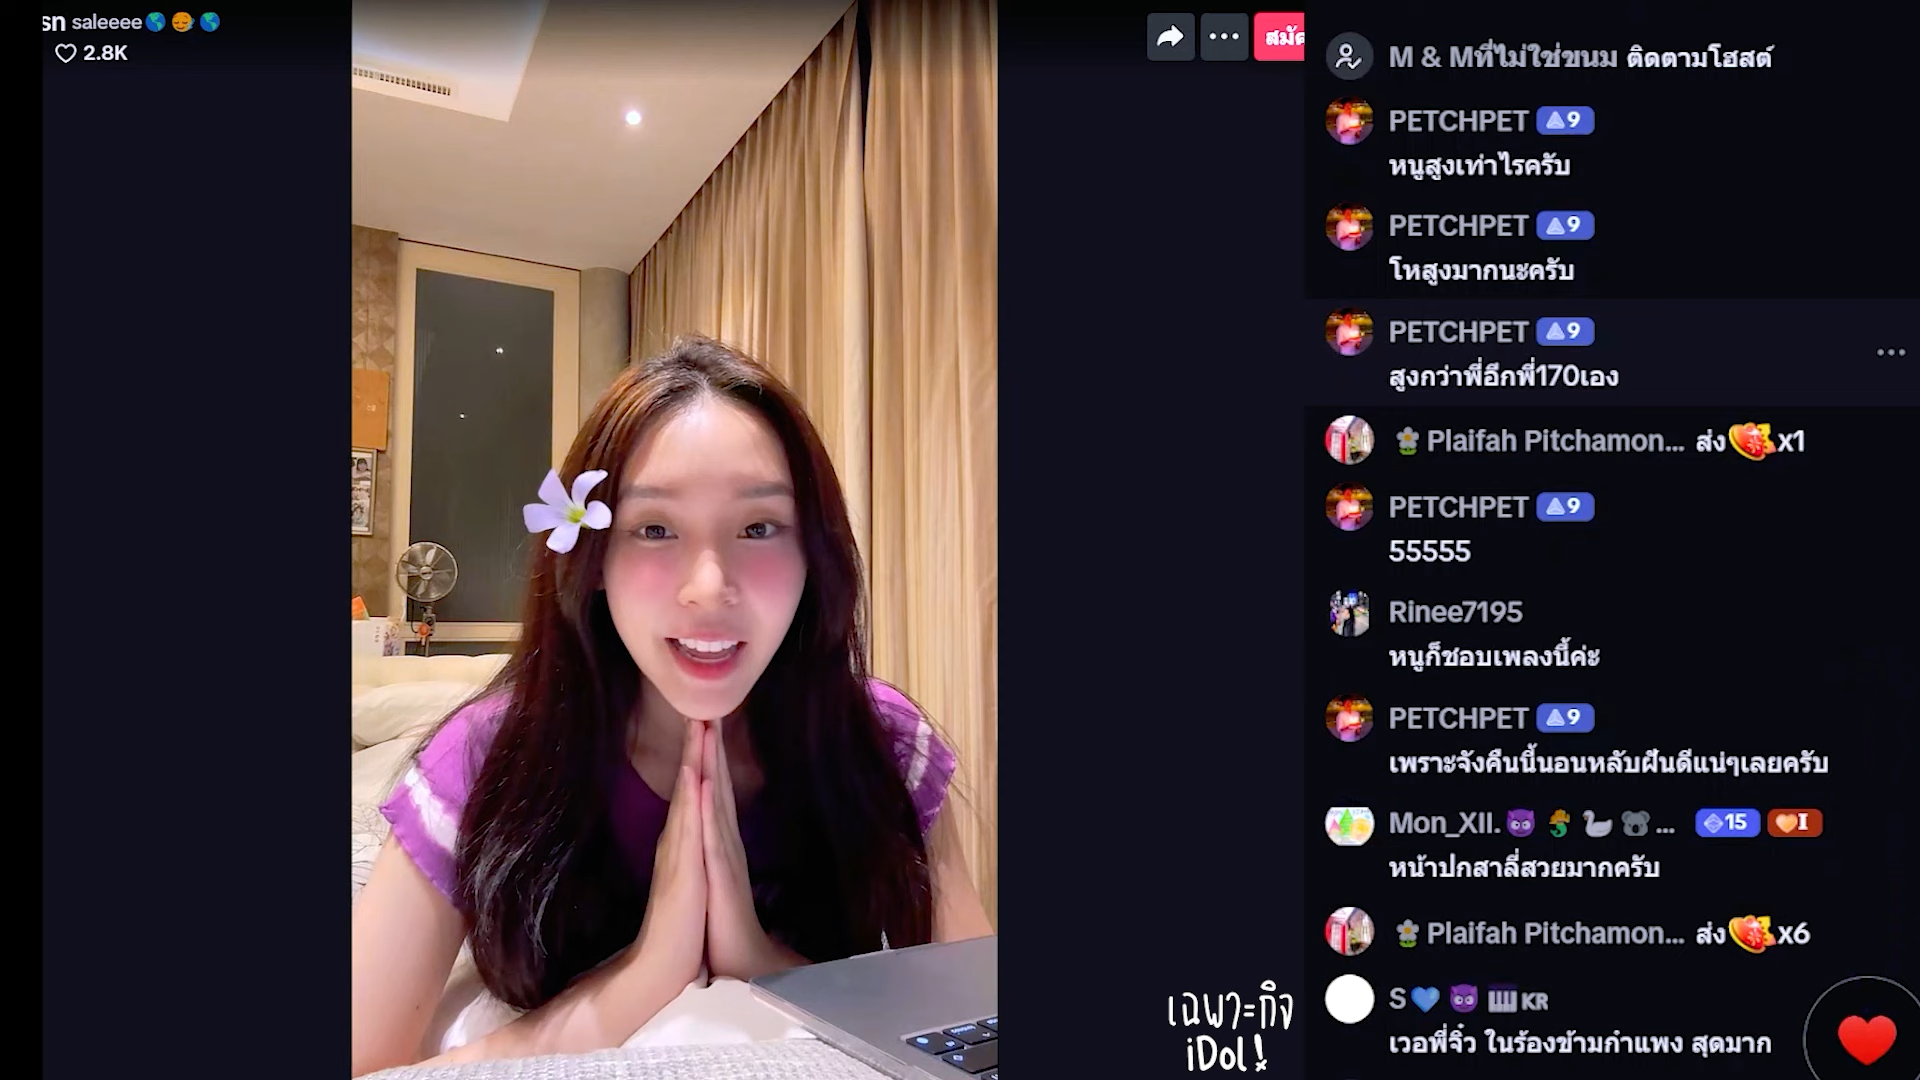 sn saleeee🌎😴🌎
2.8K
สมัค
M & Mที่ไม่ใช่ขนม ติดตามโฮสต์
PETCHPET 9
หนูสูงเท่าไรครับ
PETCHPET 9
โหสูงมากนะครับ
PETCHPET 9
สูงกว่าพี่อีกพี่170เอง
🌼 Plaifah Pitchamon... ส่ง x1
PETCHPET 9
55555
Rinee7195
หนูก็ชอบเพลงนี้ค่ะ
PETCHPET 9
เพราะจังคืนนี้นอนหลับฝันดีแน่ๆเลยครับ
Mon_XII.😈🧜🦢🐨... 15 I
หน้าปกสาลี่สวยมากครับ
🌼 Plaifah Pitchamon... ส่ง x6
S💙😈🎹🇰🇷
เวอพี่จิ๋ว ในร้องข้ามกำแพง สุดมาก
เฉพาะกิจ
iDol!